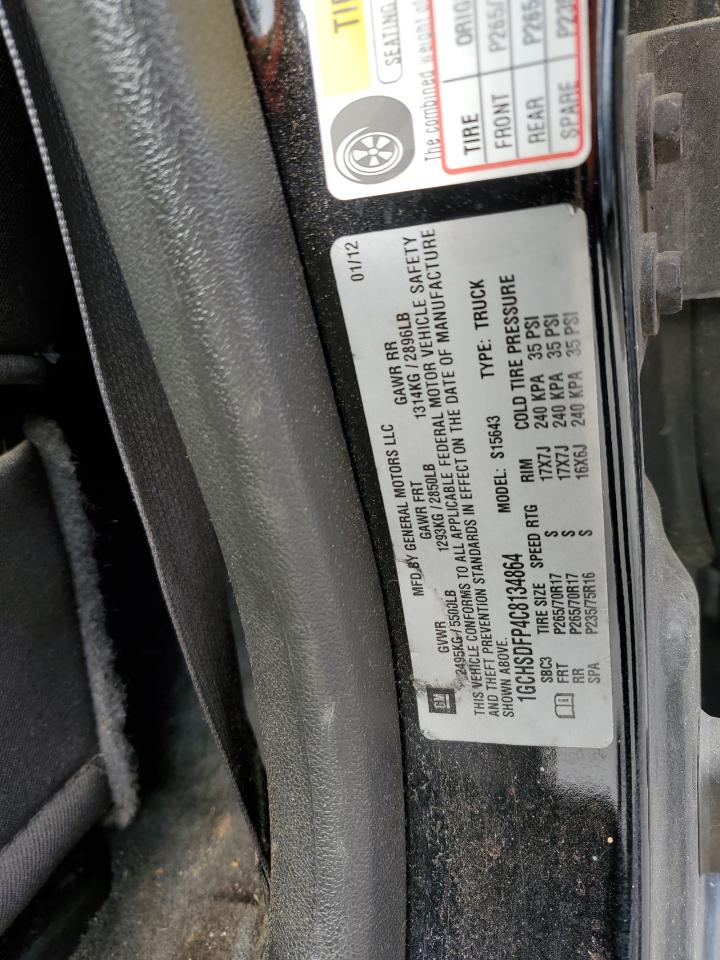 TIR
SEATING
The combined weight of
TIRE ORIG
FRONT P265/7
REAR P265
SPARE P235
GM
MFD BY GENERAL MOTORS LLC 01/12
GVWR GAWR FRT GAWR RR
2495KG/5500LB 1293KG/2850LB 1314KG/2896LB
THIS VEHICLE CONFORMS TO ALL APPLICABLE FEDERAL MOTOR VEHICLE SAFETY
AND THEFT PREVENTION STANDARDS IN EFFECT ON THE DATE OF MANUFACTURE
SHOWN ABOVE.
1GCHSDFP4C8134864 MODEL: S15643 TYPE: TRUCK
SBC3 TIRE SIZE SPEED RTG RIM COLD TIRE PRESSURE
FRT P265/70R17 S 17X7J 240 KPA 35 PSI
RR P265/70R17 S 17X7J 240 KPA 35 PSI
SPA P235/75R16 S 16X6J 240 KPA 35 PSI